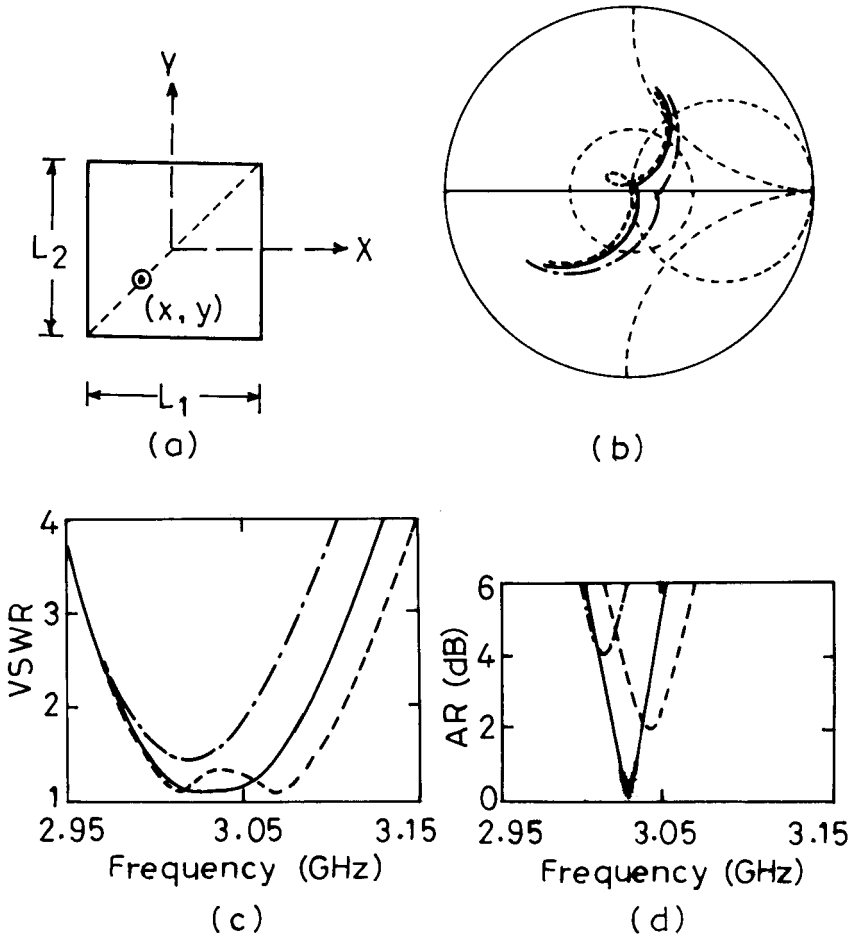 Y
X
L2
(x, y)
L1
(a)
(b)
4
3
2
1
VSWR
2.95 3.05 3.15
Frequency (GHz)
(c)
6
4
2
0
AR (dB)
2.95 3.05 3.15
Frequency (GHz)
(d)